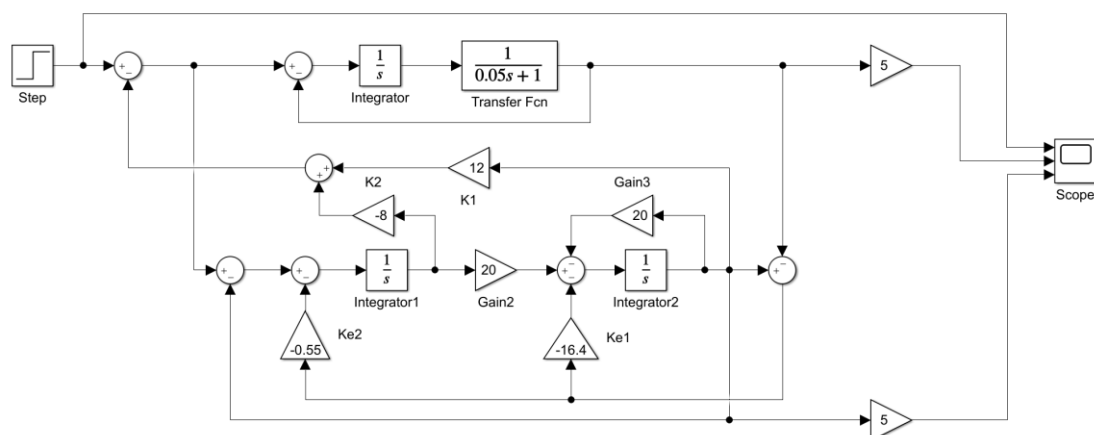 Step
+
−
+
−
1
s
Integrator
1
0.05s + 1
Transfer Fcn
5
Scope
+
+
K2
12
K1
-8
Gain3
20
+
−
+
−
1
s
Integrator1
20
Gain2
−
+
−
1
s
Integrator2
−
+
-0.55
Ke2
-16.4
Ke1
5